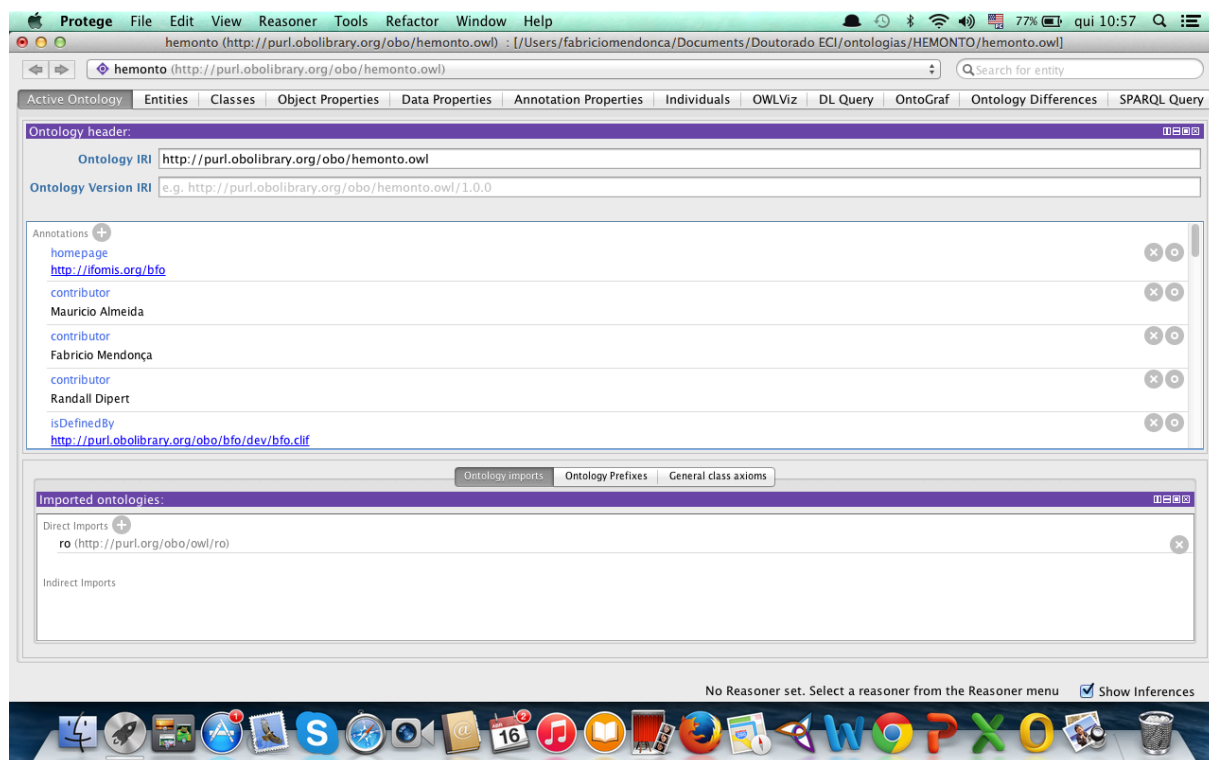 Protege File Edit View Reasoner Tools Refactor Window Help 77% qui 10:57
hemonto (http://purl.obolibrary.org/obo/hemonto.owl) : [/Users/fabriciomendonca/Documents/Doutorado ECI/ontologias/HEMONTO/hemonto.owl]
hemonto (http://purl.obolibrary.org/obo/hemonto.owl) Search for entity
Active Ontology Entities Classes Object Properties Data Properties Annotation Properties Individuals OWLViz DL Query OntoGraf Ontology Differences SPARQL Query
Ontology header:
Ontology IRI http://purl.obolibrary.org/obo/hemonto.owl
Ontology Version IRI e.g. http://purl.obolibrary.org/obo/hemonto.owl/1.0.0
Annotations
homepage
http://ifomis.org/bfo
contributor
Mauricio Almeida
contributor
Fabricio Mendonça
contributor
Randall Dipert
isDefinedBy
http://purl.obolibrary.org/obo/bfo/dev/bfo.clif
Ontology imports Ontology Prefixes General class axioms
Imported ontologies:
Direct Imports
ro (http://purl.org/obo/owl/ro)
Indirect Imports
No Reasoner set. Select a reasoner from the Reasoner menu Show Inferences
16